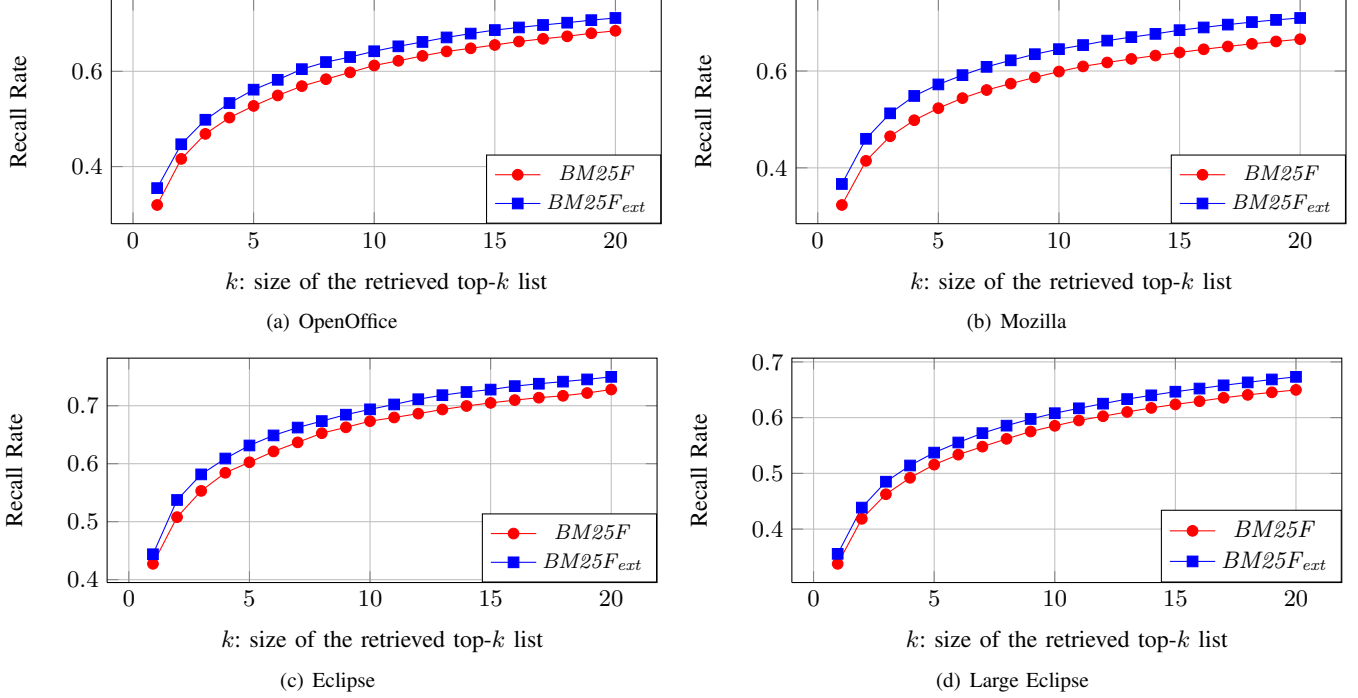 Recall Rate
0.6
0.4
BM25F
BM25F_ext
0 5 10 15 20
k: size of the retrieved top-k list
(a) OpenOffice
Recall Rate
0.6
0.4
BM25F
BM25F_ext
0 5 10 15 20
k: size of the retrieved top-k list
(b) Mozilla
Recall Rate
0.7
0.6
0.5
0.4
BM25F
BM25F_ext
0 5 10 15 20
k: size of the retrieved top-k list
(c) Eclipse
Recall Rate
0.7
0.6
0.5
0.4
BM25F
BM25F_ext
0 5 10 15 20
k: size of the retrieved top-k list
(d) Large Eclipse